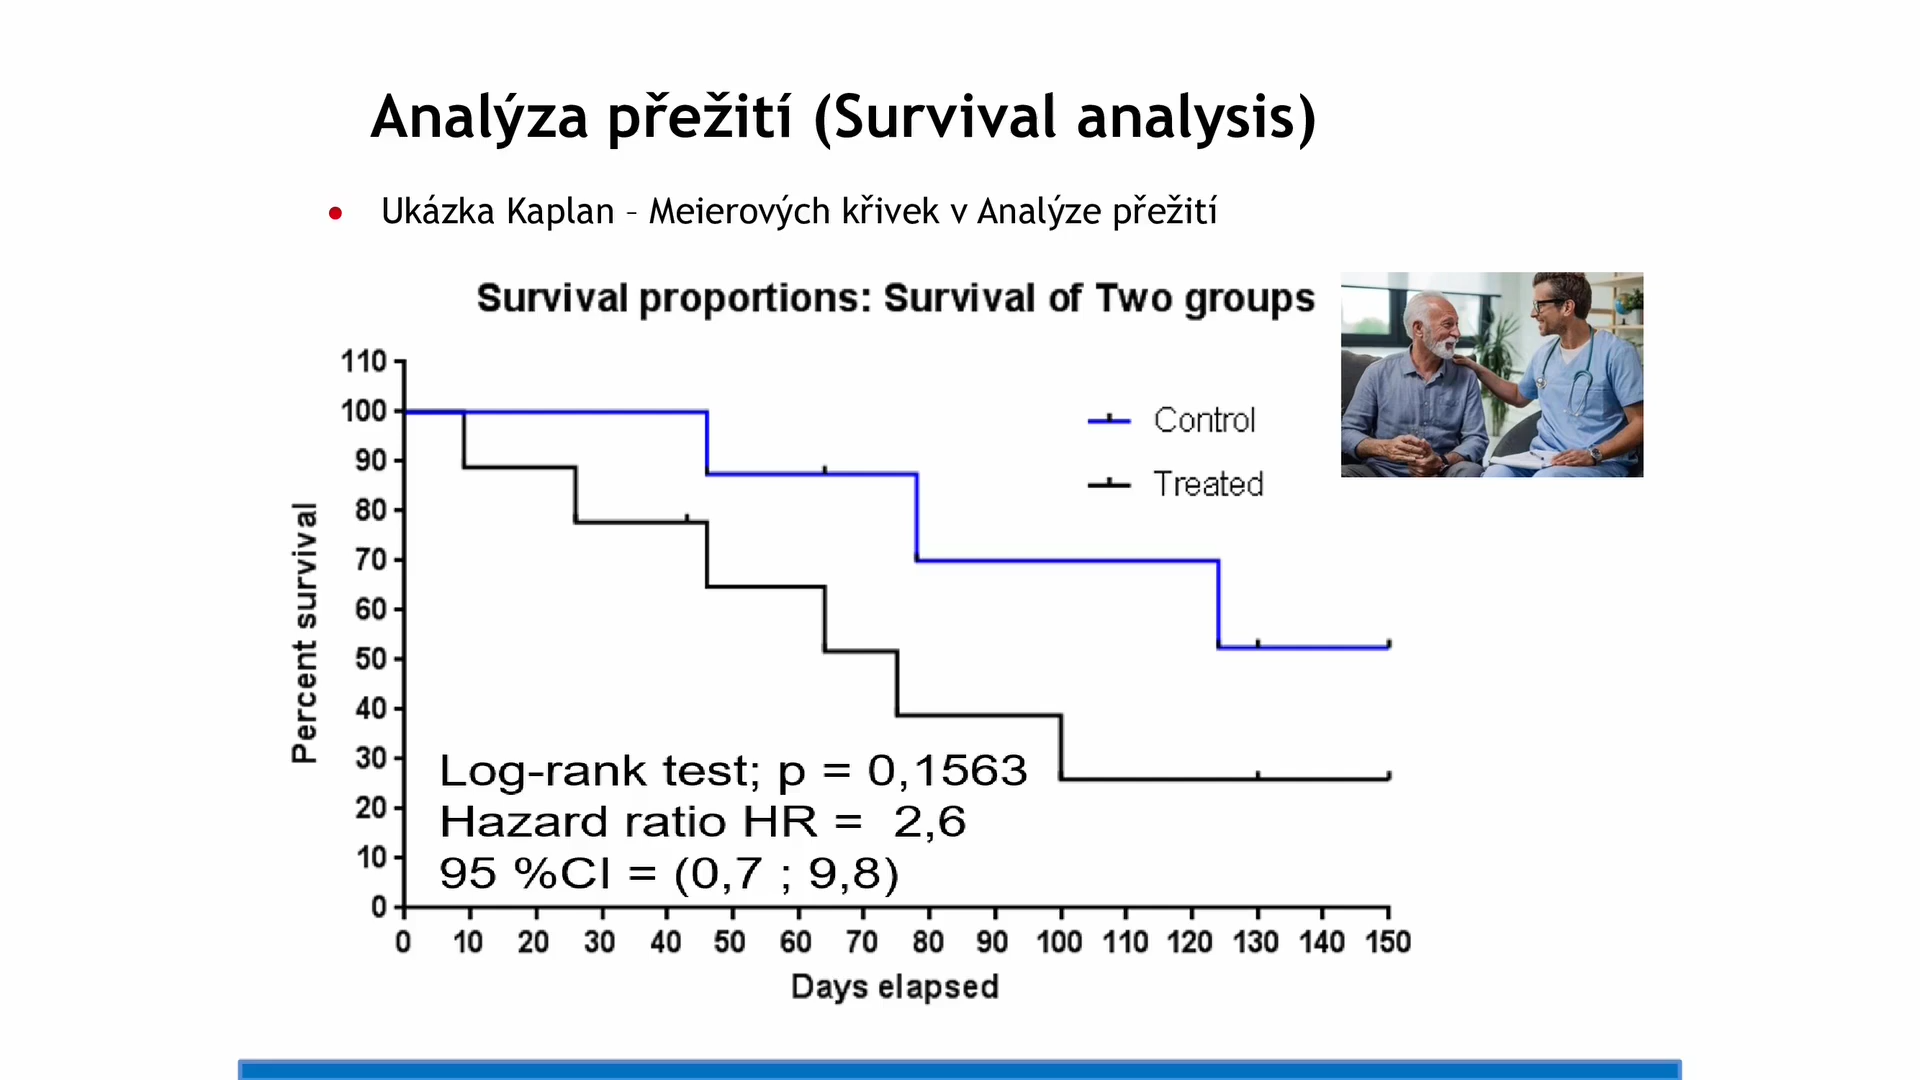 Analýza přežití (Survival analysis)
• Ukázka Kaplan – Meierových křivek v Analýze přežití
Survival proportions: Survival of Two groups
Percent survival
110
100
90
80
70
60
50
40
30
20
10
0
Control
Treated
Log-rank test; p = 0,1563
Hazard ratio HR = 2,6
95 %CI = (0,7 ; 9,8)
0 10 20 30 40 50 60 70 80 90 100 110 120 130 140 150
Days elapsed